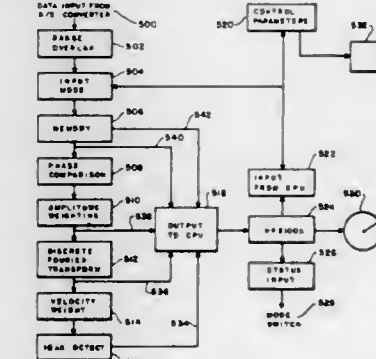 DATA INPUT FROM
A/D CONVERTER
500
RANGE
OVERLAP
502
INPUT
MODE
504
MEMORY
506
542
540
PHASE
COMPARISON
508
AMPLITUDE
WEIGHTING
510
538
DISCRETE
FOURIER
TRANSFORM
512
536
VELOCITY
WEIGHT
514
534
DETECT
OUTPUT
TO CPU
518
520
CONTROL
PARAMETERS
532
INPUT
FROM CPU
522
524
530
STATUS
INPUT
526
MODE
SWITCH
528